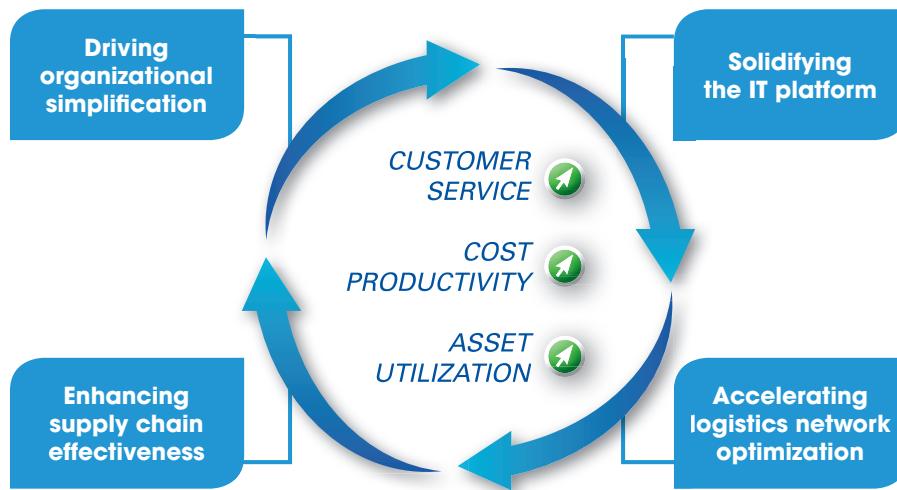 Driving
organizational
simplification
Solidifying
the IT platform
CUSTOMER
SERVICE
COST
PRODUCTIVITY
ASSET
UTILIZATION
Enhancing
supply chain
effectiveness
Accelerating
logistics network
optimization